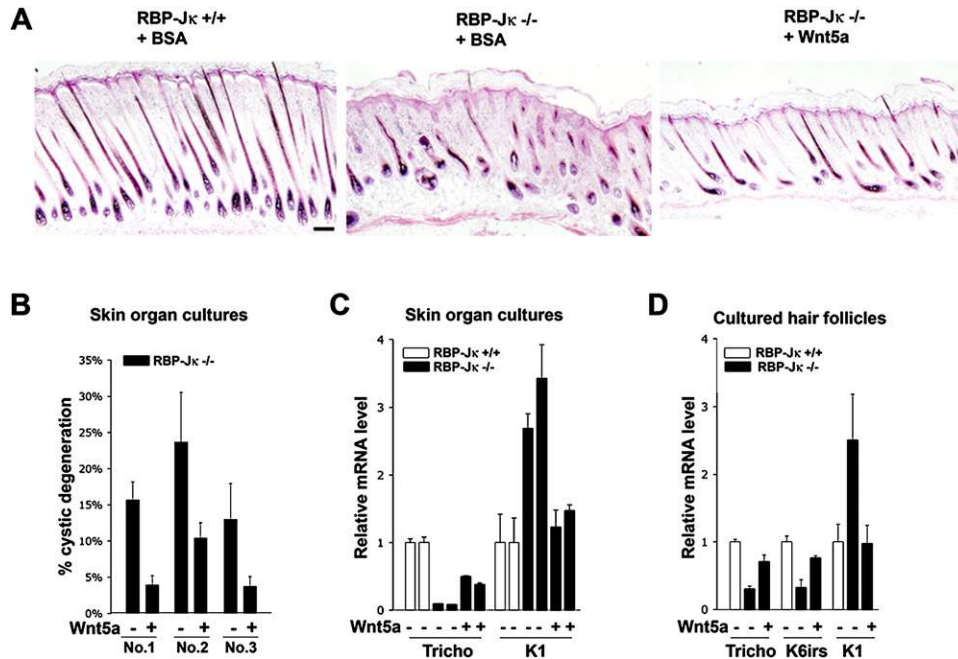 A
RBP-Jκ +/+
+ BSA
RBP-Jκ -/-
+ BSA
RBP-Jκ -/-
+ Wnt5a
B
Skin organ cultures
RBP-Jκ -/-
% cystic degeneration
35%
30%
25%
20%
15%
10%
5%
0%
Wnt5a - + - + - +
No.1 No.2 No.3
C
Skin organ cultures
RBP-Jκ +/+
RBP-Jκ -/-
Relative mRNA level
4
3
2
1
0
Wnt5a - - - - + + - - - - + +
Tricho K1
D
Cultured hair follicles
RBP-Jκ +/+
RBP-Jκ -/-
Relative mRNA level
4
3
2
1
0
Wnt5a - - + - - + - - +
Tricho K6irs K1